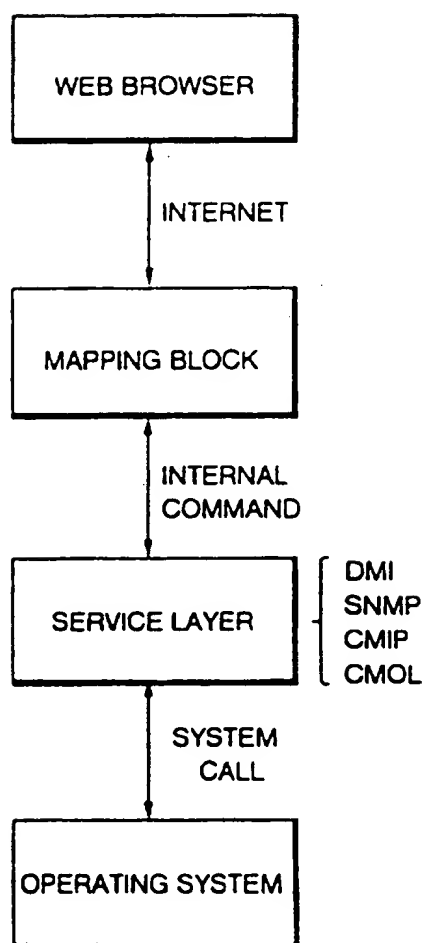 WEB BROWSER
INTERNET
MAPPING BLOCK
INTERNAL
COMMAND
SERVICE LAYER
DMI
SNMP
CMIP
CMOL
SYSTEM
CALL
OPERATING SYSTEM